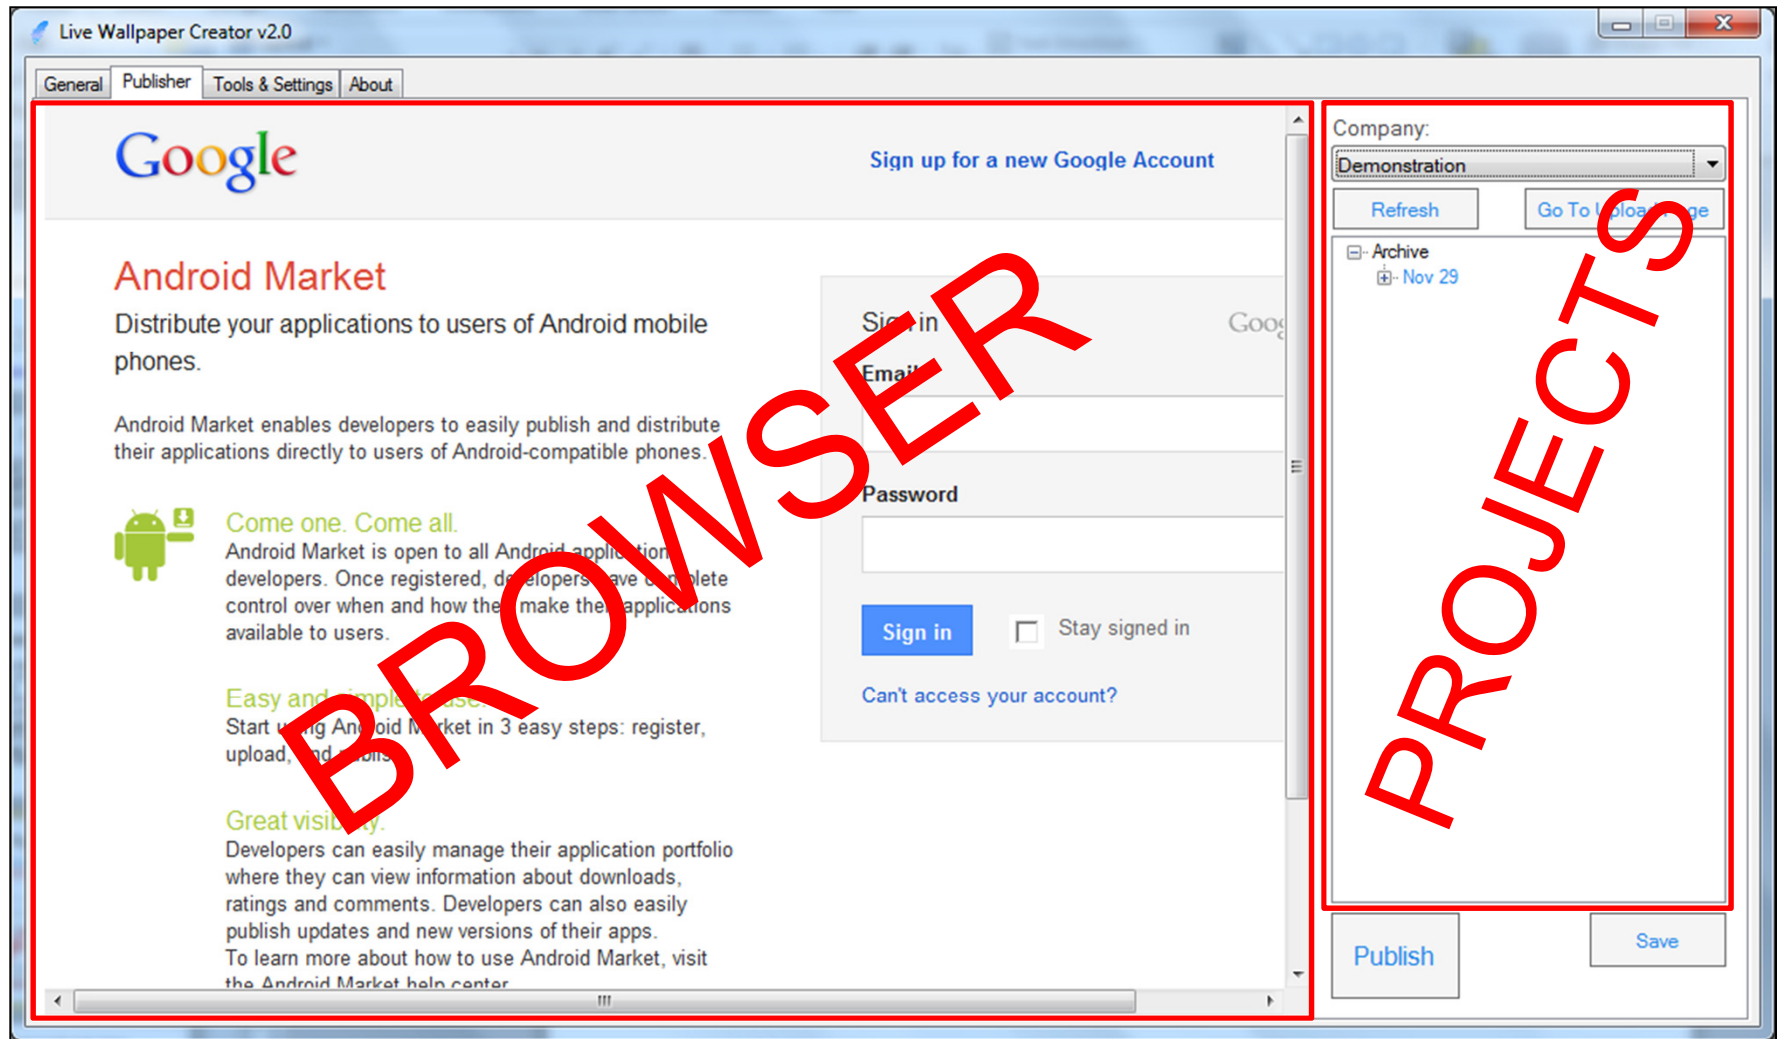 Live Wallpaper Creator v2.0
General Publisher Tools & Settings About
Google
Sign up for a new Google Account
Android Market
Distribute your applications to users of Android mobile
phones.
Android Market enables developers to easily publish and distribute
their applications directly to users of Android-compatible phones.
Come one. Come all.
Android Market is open to all Android application
developers. Once registered, developers have complete
control over when and how they make their applications
available to users.
Easy and simple to use.
Start using Android Market in 3 easy steps: register,
upload, and publish.
Great visibility.
Developers can easily manage their application portfolio
where they can view information about downloads,
ratings and comments. Developers can also easily
publish updates and new versions of their apps.
To learn more about how to use Android Market, visit
the Android Market help center
Sign in
Goog
Email
Password
Sign in
Stay signed in
Can't access your account?
BROWSER
Company:
Demonstration
Refresh
Go To Upload Page
Archive
Nov 29
PROJECTS
Publish
Save